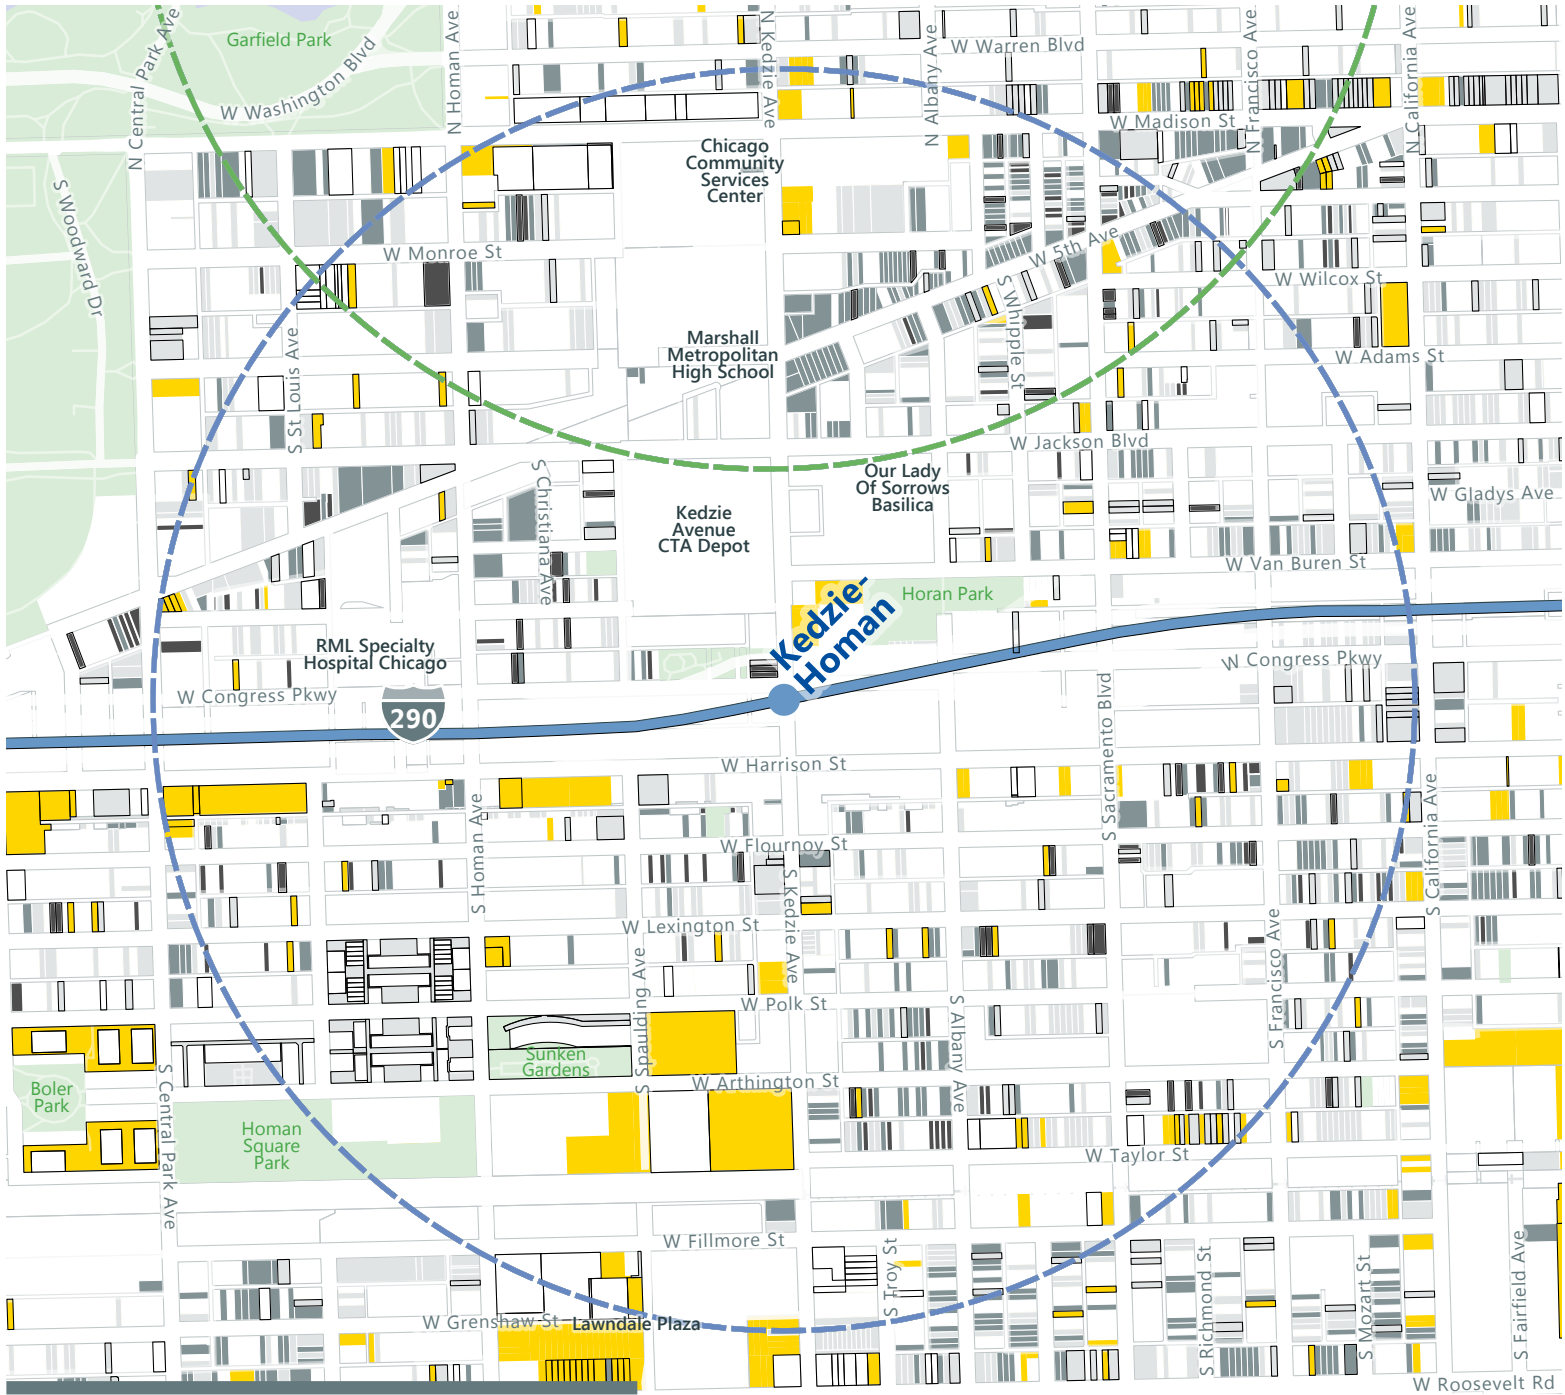 Garfield Park
W Washington Blvd
N Central Park Ave
N Homan Ave
N Kedzie Ave
N Albany Ave
W Warren Blvd
N Francisco Ave
N California Ave
W Madison St
Chicago
Community
Services
Center
S Woodward Dr
W Monroe St
W 5th Ave
W Wilcox St
S Whipple St
Marshall
Metropolitan
High School
W Adams St
S St Louis Ave
W Jackson Blvd
Our Lady
Of Sorrows
Basilica
W Gladys Ave
S Christiana Ave
Kedzie
Avenue
CTA Depot
W Van Buren St
Horan Park
Kedzie-
Homan
RML Specialty
Hospital Chicago
W Congress Pkwy
W Congress Pkwy
290
S Sacramento Blvd
W Harrison St
S Homan Ave
S California Ave
W Flournoy St
S Kedzie Ave
W Lexington St
S Francisco Ave
S Spaulding Ave
W Polk St
S Albany Ave
Sunken
Gardens
Boler
Park
W Arthington St
S Central Park Ave
Homan
Square
Park
W Taylor St
W Fillmore St
S Troy St
S Richmond St
S Mozart St
S Fairfield Ave
W Grenshaw St
Lawndale Plaza
W Roosevelt Rd